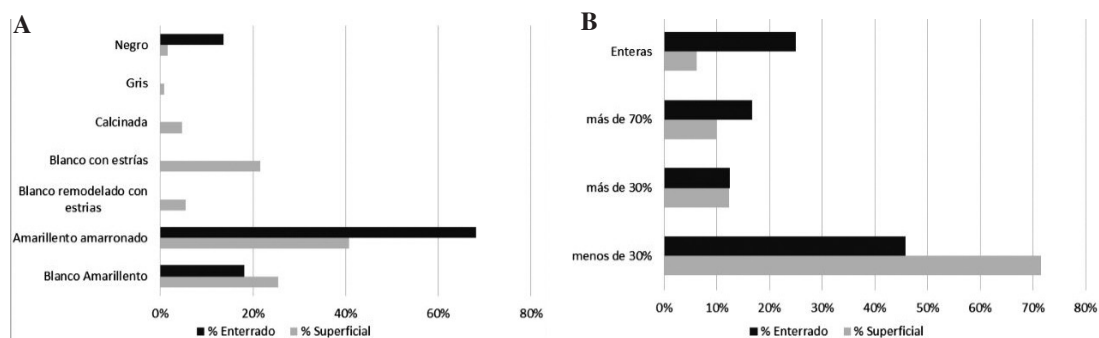 A
Negro
Gris
Calcinada
Blanco con estrías
Blanco remodelado con
estrias
Amarillento amarronado
Blanco Amarillento
0% 20% 40% 60% 80%
% Enterrado % Superficial
B
Enteras
más de 70%
más de 30%
menos de 30%
0% 10% 20% 30% 40% 50% 60% 70% 80%
% Enterrado % Superficial